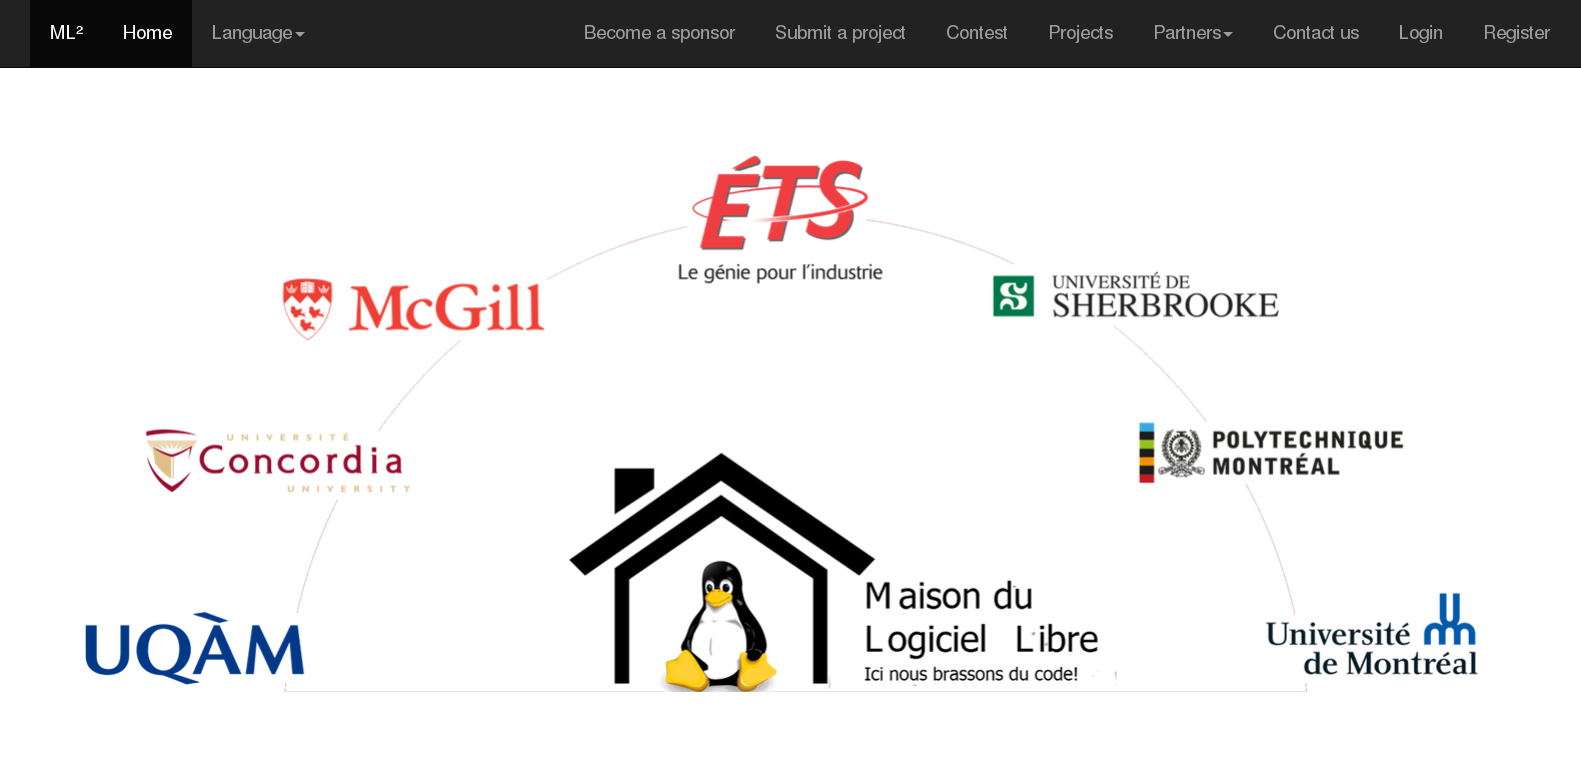 ML² Home Language Become a sponsor Submit a project Contest Projects Partners Contact us Login Register
ÉTS
Le génie pour l'industrie
McGill
UNIVERSITÉ DE
SHERBROOKE
UNIVERSITÉ
Concordia
UNIVERSITY
POLYTECHNIQUE
MONTRÉAL
Maison du
Logiciel Libre
Ici nous brassons du code!
UQÀM
Université
de Montréal